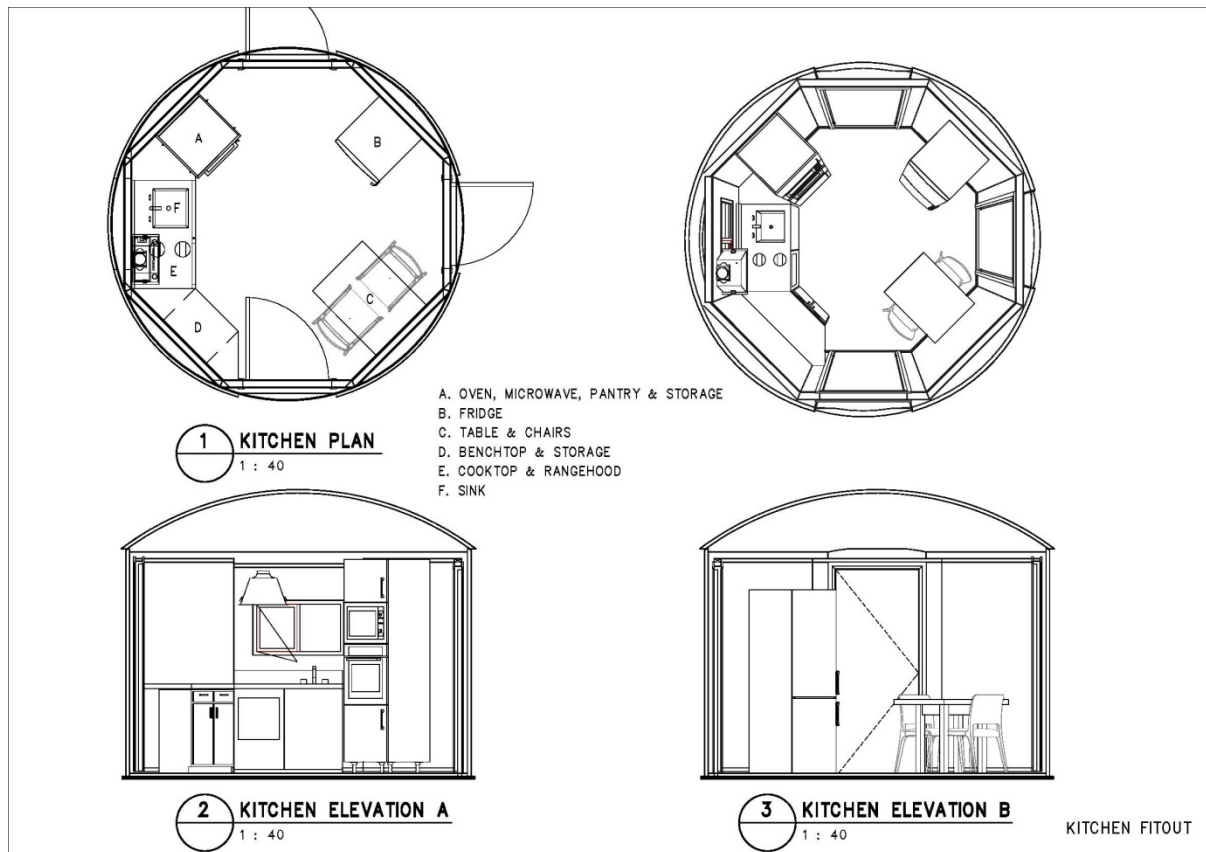 A
B
F
E
C
D
A. OVEN, MICROWAVE, PANTRY & STORAGE
B. FRIDGE
C. TABLE & CHAIRS
D. BENCHTOP & STORAGE
E. COOKTOP & RANGEHOOD
F. SINK
1 KITCHEN PLAN
1 : 40
2 KITCHEN ELEVATION A
1 : 40
3 KITCHEN ELEVATION B
1 : 40
KITCHEN FITOUT